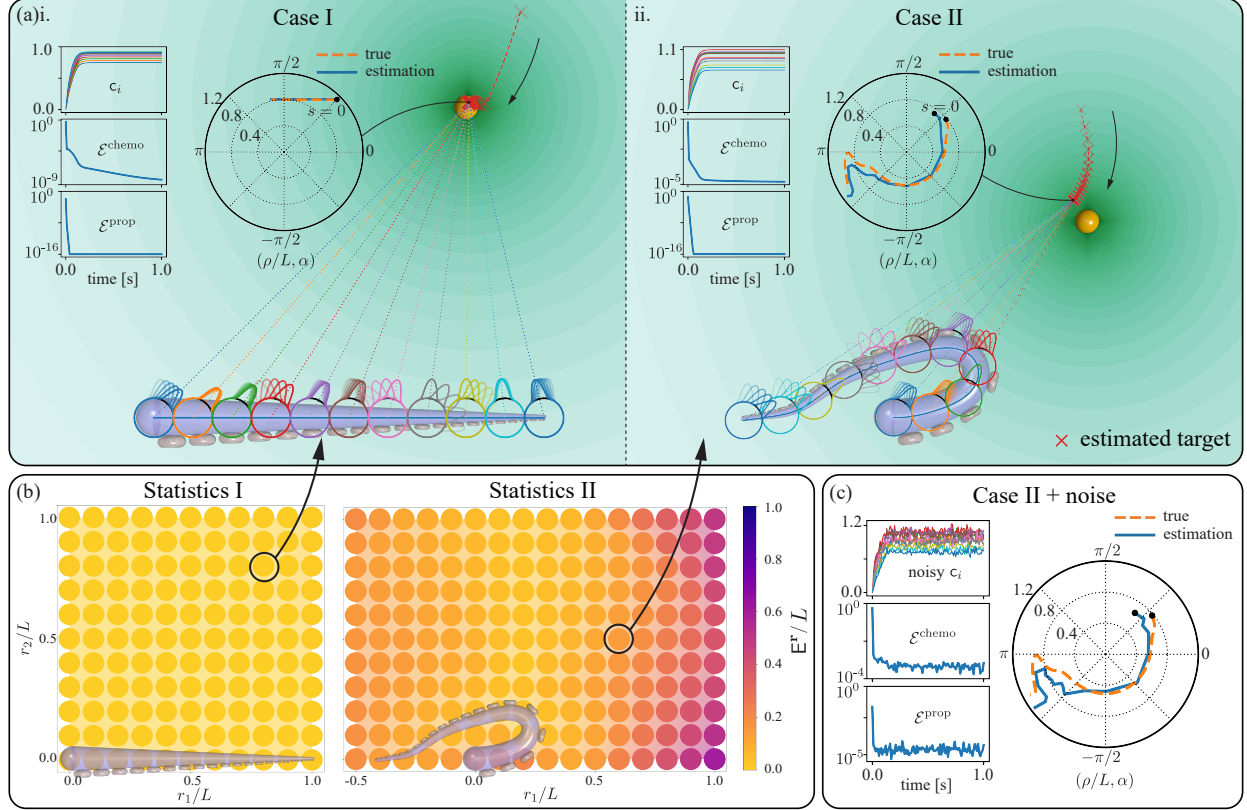 (a)i.
Case I
1.0
0.0
c_i
10^0
ℰ^chemo
10^-9
10^0
ℰ^prop
10^-16
0.0
1.0
time [s]
true
estimation
π/2
1.2
0.8
0.4
s = 0
π
0
−π/2
(ρ/L, α)
ii.
Case II
1.1
0.0
c_i
10^0
ℰ^chemo
10^-5
10^0
ℰ^prop
10^-16
0.0
1.0
time [s]
true
estimation
π/2
1.2
0.8
0.4
s = 0
π
0
−π/2
(ρ/L, α)
× estimated target
(b)
Statistics I
1.0
0.5
0.0
r_2/L
0.0
0.5
1.0
r_1/L
Statistics II
-0.5
0.0
0.5
1.0
r_1/L
1.0
0.8
0.6
0.4
0.2
0.0
E^r/L
(c)
Case II + noise
1.2
0.0
noisy c_i
10^0
ℰ^chemo
10^-4
10^0
ℰ^prop
10^-5
0.0
1.0
time [s]
true
estimation
π/2
1.2
0.8
0.4
π
0
−π/2
(ρ/L, α)